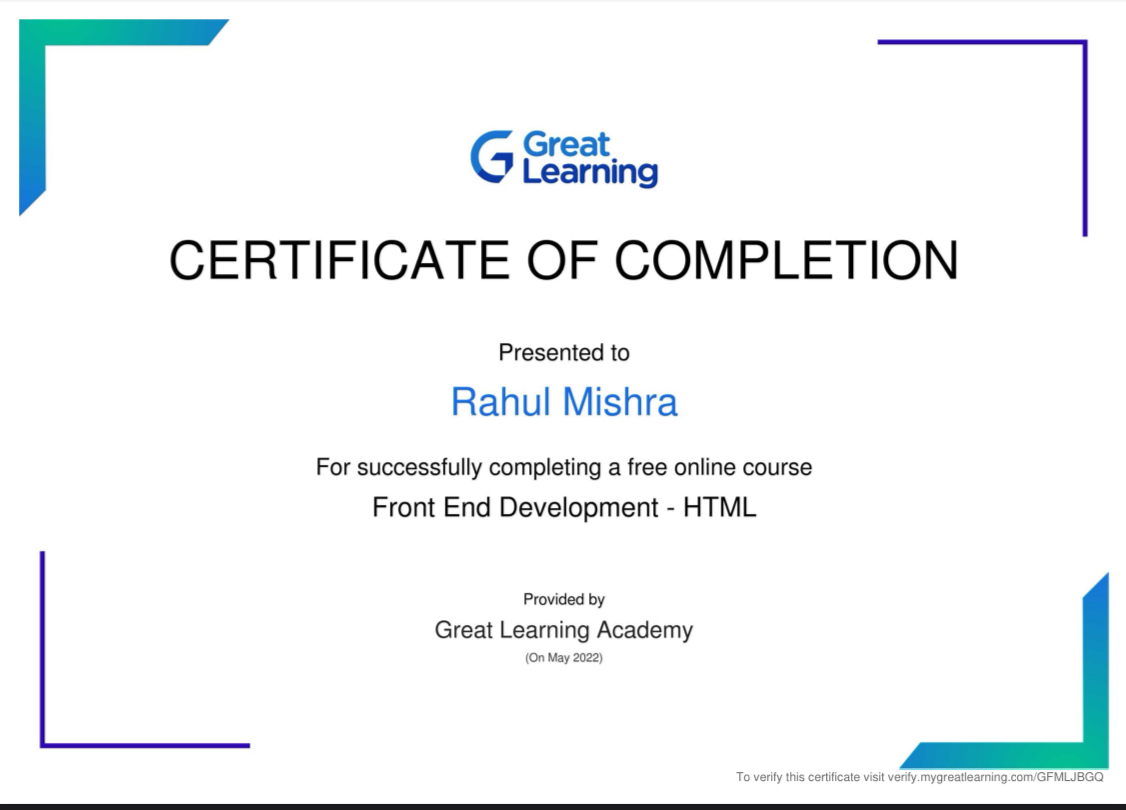 Great
Learning
CERTIFICATE OF COMPLETION
Presented to
Rahul Mishra
For successfully completing a free online course
Front End Development - HTML
Provided by
Great Learning Academy
(On May 2022)
To verify this certificate visit verify.mygreatlearning.com/GFMLJBGQ